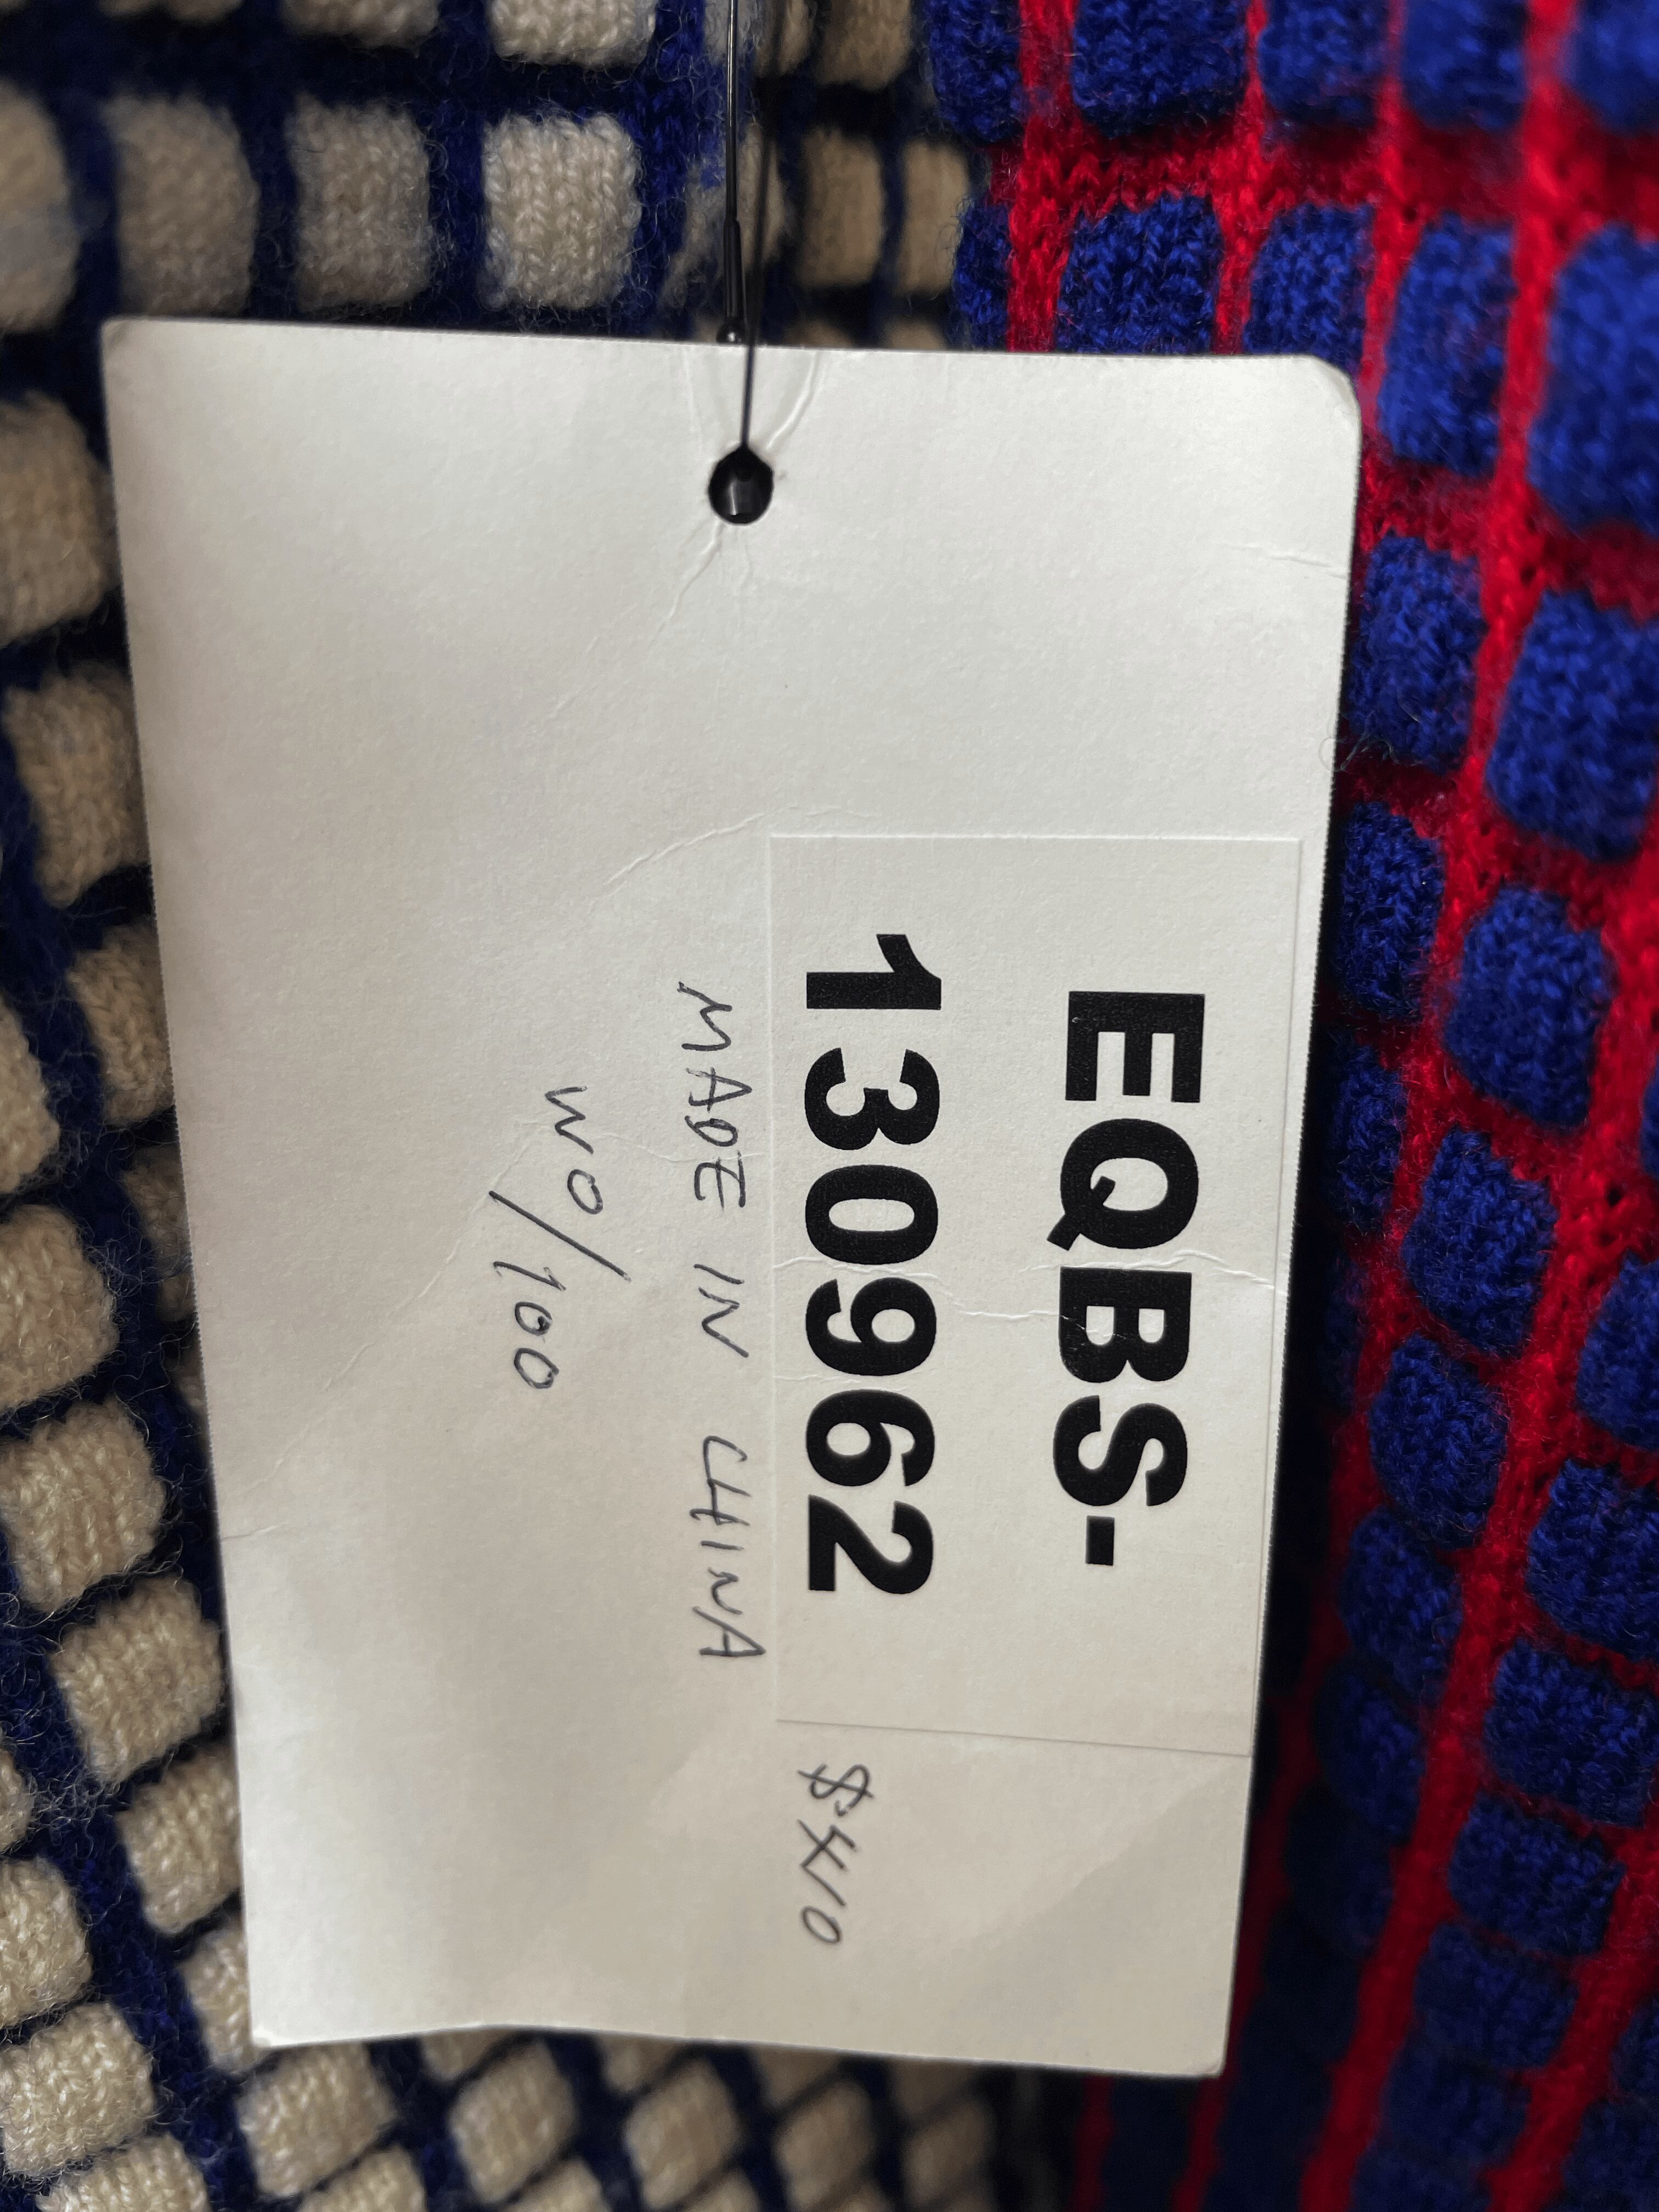 EQBS-
130962
$410
MADE IN CHINA
WO/100